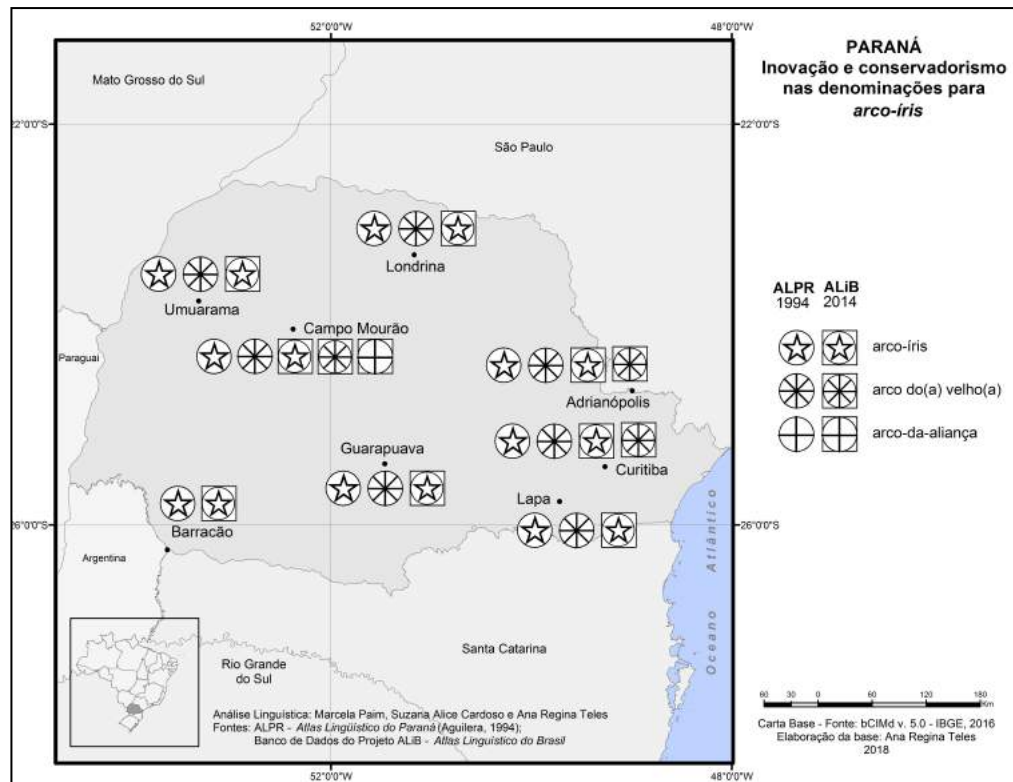 52°0'0"W
48°0'0"W
PARANÁ
Inovação e conservadorismo
nas denominações para
arco-íris
Mato Grosso do Sul
22°0'0"S
22°0'0"S
São Paulo
Londrina
Umuarama
Campo Mourão
Paraguai
ALPR ALiB
1994 2014
arco-íris
arco do(a) velho(a)
arco-da-aliança
Adrianópolis
Guarapuava
Curitiba
Lapa
26°0'0"S
26°0'0"S
Barracão
Argentina
Oceano Atlântico
Santa Catarina
Rio Grande
do Sul
60 30 0 60 120 180
Km
Análise Linguística: Marcela Paim, Suzana Alice Cardoso e Ana Regina Teles
Fontes: ALPR - Atlas Lingüístico do Paraná (Aguilera, 1994);
Banco de Dados do Projeto ALiB - Atlas Linguístico do Brasil
Carta Base - Fonte: bCIMd v. 5.0 - IBGE, 2016
Elaboração da base: Ana Regina Teles
2018
52°0'0"W
48°0'0"W